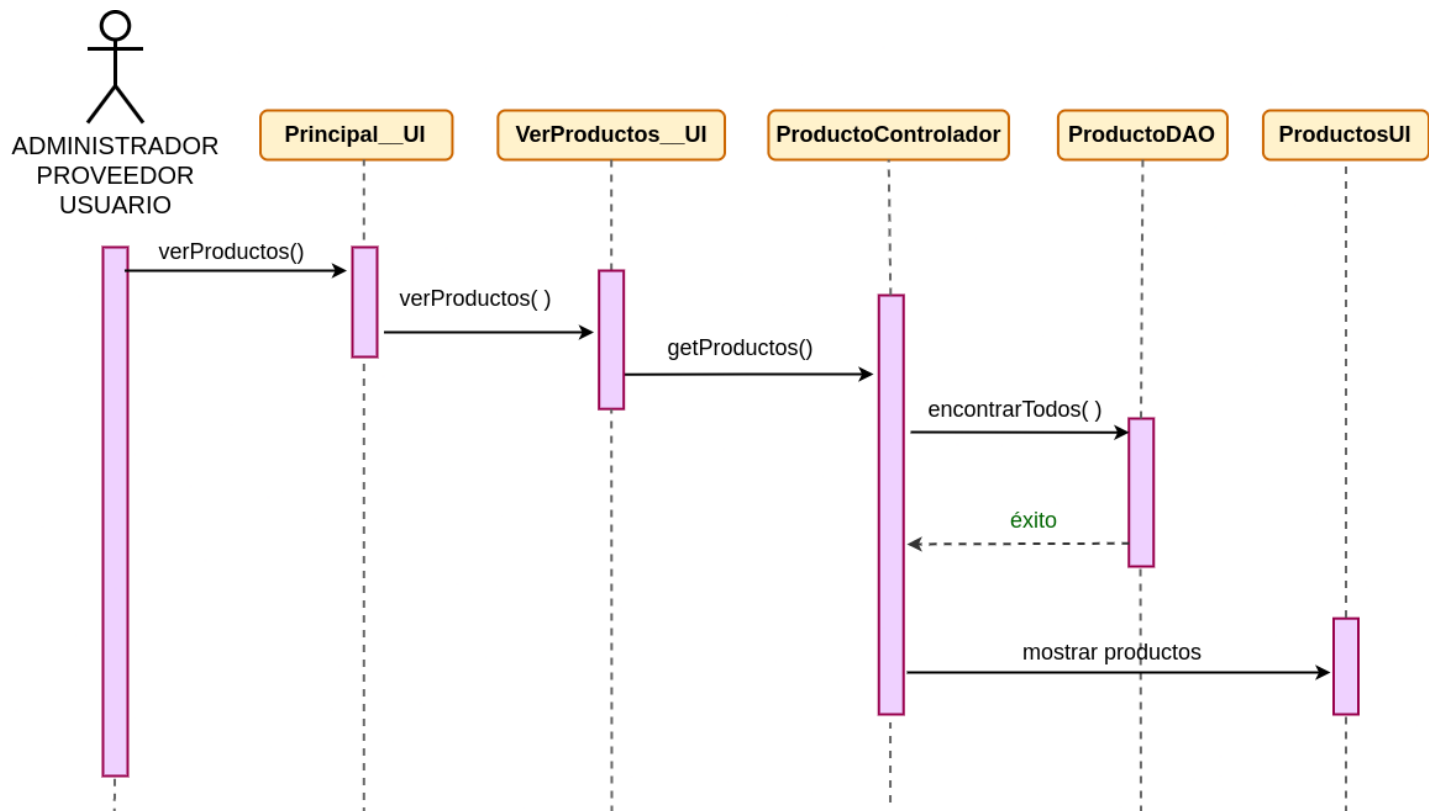 ADMINISTRADOR
PROVEEDOR
USUARIO
Principal__UI
VerProductos__UI
ProductoControlador
ProductoDAO
ProductosUI
verProductos()
verProductos( )
getProductos()
encontrarTodos( )
éxito
mostrar productos